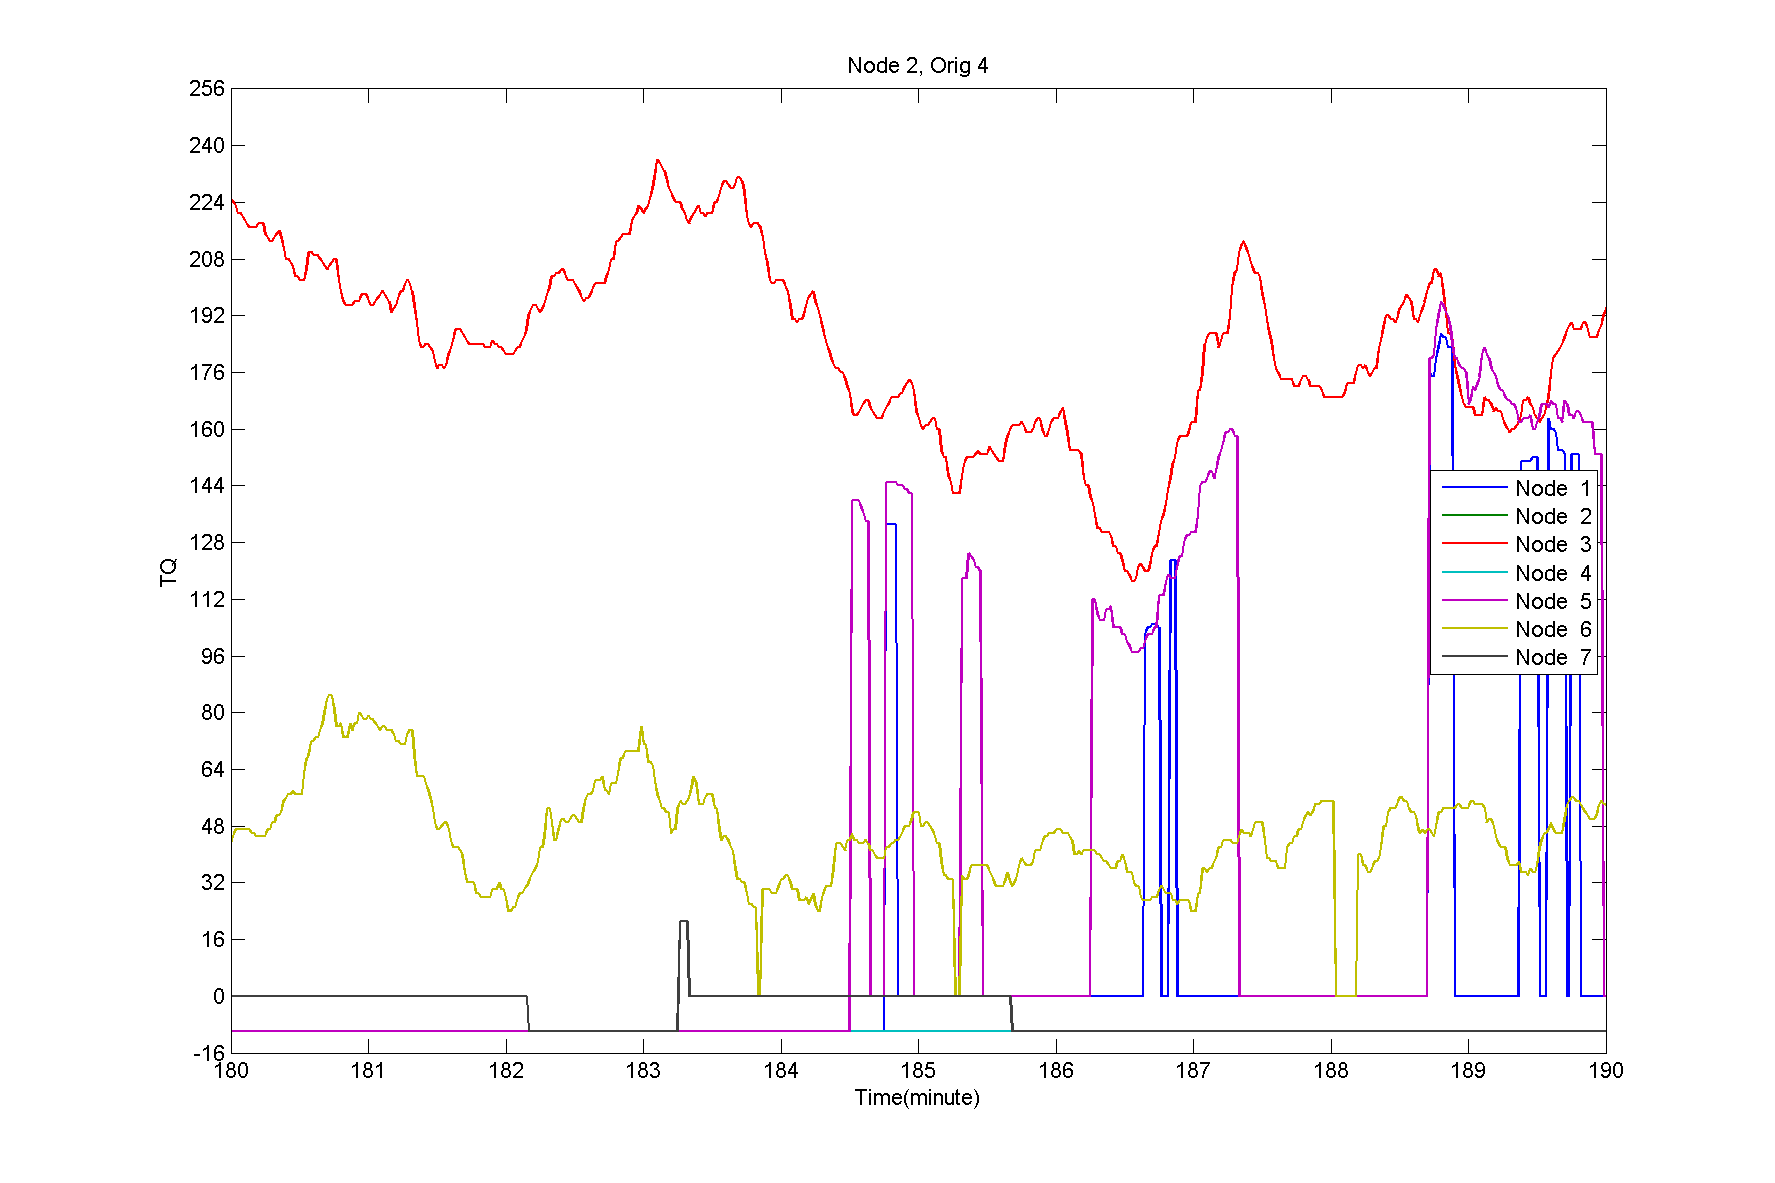 Node 2, Orig 4
256
240
224
208
192
176
160
144
128
112
96
80
64
48
32
16
0
-16
TQ
Node 1
Node 2
Node 3
Node 4
Node 5
Node 6
Node 7
180 181 182 183 184 185 186 187 188 189 190
Time(minute)